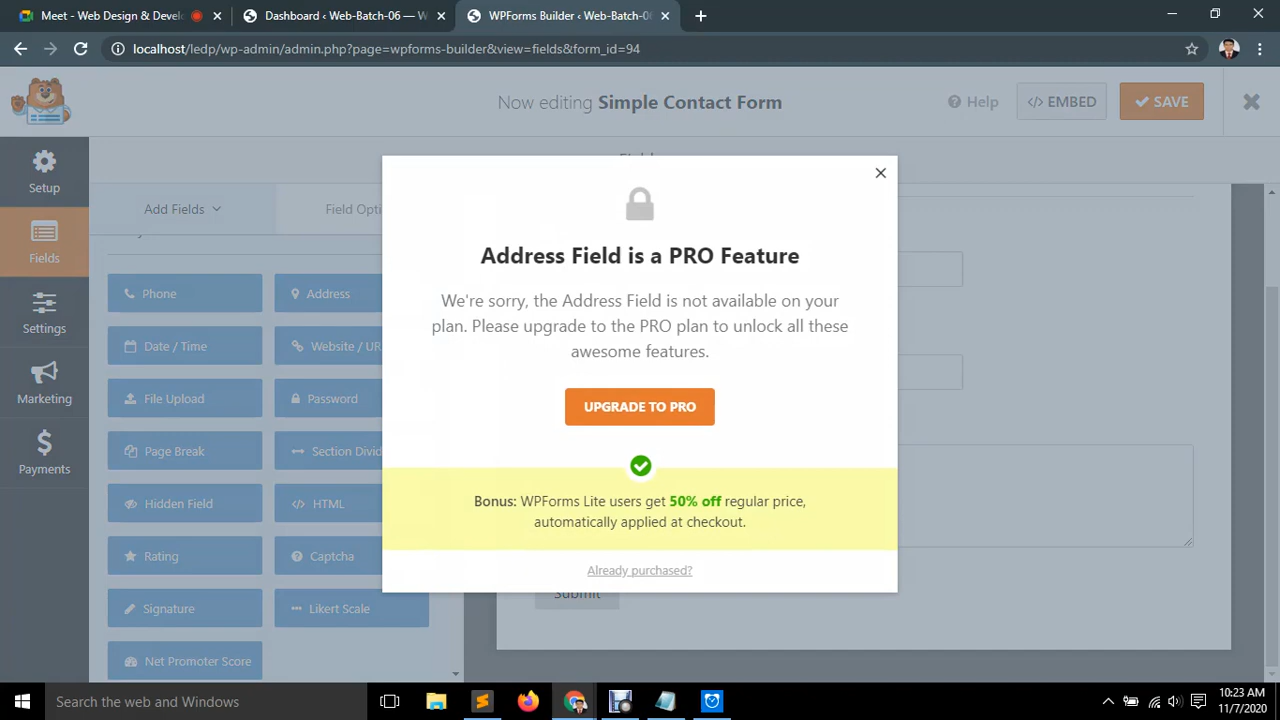 Meet - Web Design & Develo
Dashboard ‹ Web-Batch-06 — W
WPForms Builder ‹ Web-Batch-06
localhost/ledp/wp-admin/admin.php?page=wpforms-builder&view=fields&form_id=94
Now editing Simple Contact Form
Help
</> EMBED
SAVE
Setup
Fields
Settings
Marketing
Payments
Add Fields
Field Opti
Phone
Address
Date / Time
Website / UR
File Upload
Password
Page Break
Section Divid
Hidden Field
HTML
Rating
Captcha
Signature
Likert Scale
Net Promoter Score
Address Field is a PRO Feature
We're sorry, the Address Field is not available on your
plan. Please upgrade to the PRO plan to unlock all these
awesome features.
UPGRADE TO PRO
Bonus: WPForms Lite users get 50% off regular price,
automatically applied at checkout.
Already purchased?
Submit
Search the web and Windows
10:23 AM
11/7/2020